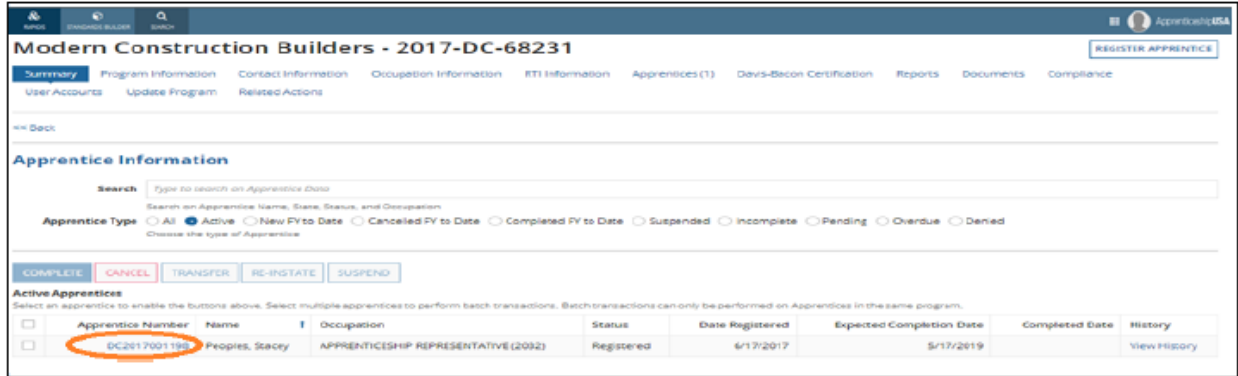 RAPIDS STANDARDS BUILDER SEARCH ApprenticeshipUSA
Modern Construction Builders - 2017-DC-68231 REGISTER APPRENTICE
Summary Program Information Contact Information Occupation Information RTI Information Apprentices (1) Davis-Bacon Certification Reports Documents Compliance
User Accounts Update Program Related Actions
<< Back
Apprentice Information
Search Type to search on Apprentice Data
Search on Apprentice Name, State, Status, and Occupation
Apprentice Type All Active New FY to Date Cancelled FY to Date Completed FY to Date Suspended Incomplete Pending Overdue Denied
Choose the type of Apprentice
COMPLETE CANCEL TRANSFER RE-INSTATE SUSPEND
Active Apprentices
Select an apprentice to enable the buttons above. Select multiple apprentices to perform batch transactions. Batch transactions can only be performed on Apprentices in the same program.
Apprentice Number Name ↑ Occupation Status Date Registered Expected Completion Date Completed Date History
DC2017001198 Peoples, Stacey APPRENTICESHIP REPRESENTATIVE (2032) Registered 6/17/2017 5/17/2019 View History